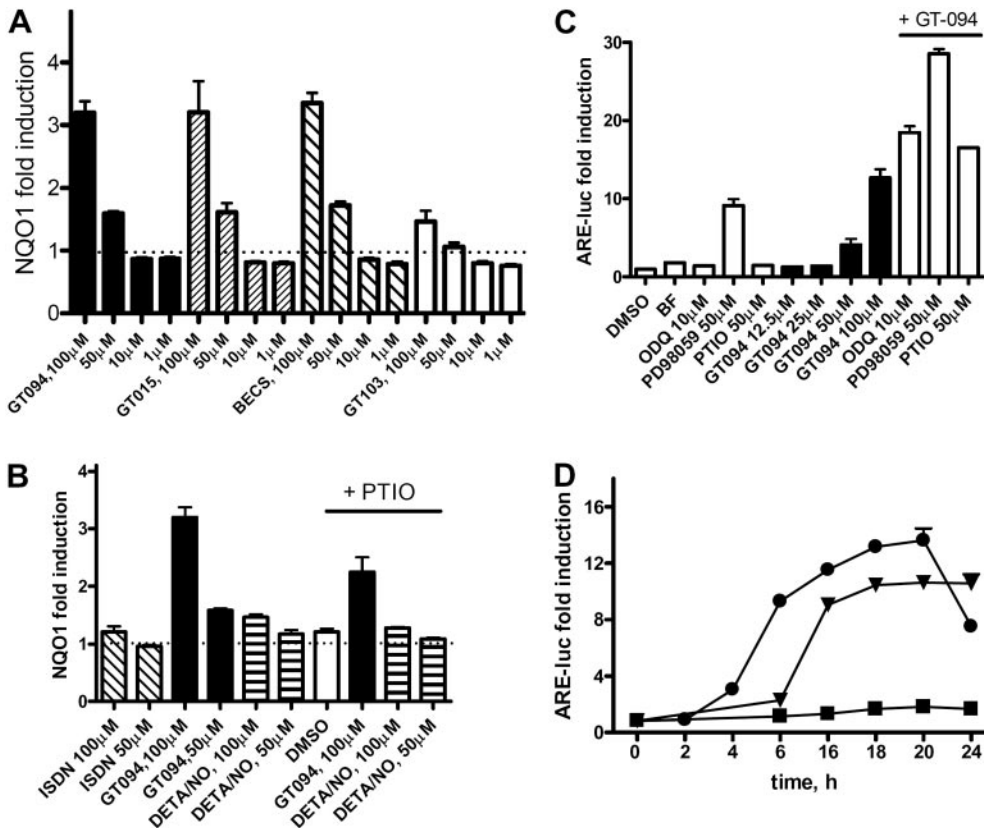 A
NQO1 fold induction
4
3
2
1
0
GT094,100µM
50µM
10µM
1µM
GT015, 100µM
50µM
10µM
1µM
BECS, 100µM
50µM
10µM
1µM
GT103, 100µM
50µM
10µM
1µM
C
+ GT-094
ARE-luc fold induction
30
20
10
0
DMSO
BF
ODQ 10µM
PD98059 50µM
PTIO 50µM
GT094 12.5µM
GT094 25µM
GT094 50µM
GT094 100µM
ODQ 10µM
PD98059 50µM
PTIO 50µM
B
+ PTIO
NQO1 fold induction
4
3
2
1
0
ISDN 100µM
ISDN 50µM
GT094, 100µM
GT094,50µM
DETA/NO, 100µM
DETA/NO, 50µM
DMSO
GT094, 100µM
DETA/NO, 100µM
DETA/NO, 50µM
D
ARE-luc fold induction
16
12
8
4
0
0 2 4 6 16 18 20 24
time, h